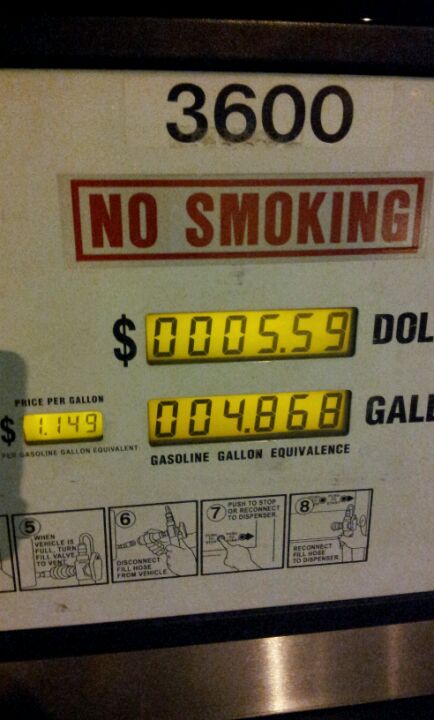 3600
NO SMOKING
$ 0005.59 DOL
PRICE PER GALLON
$ 1.149
PER GASOLINE GALLON EQUIVALENT
004.868 GALL
GASOLINE GALLON EQUIVALENCE
5
WHEN
VEHICLE IS
FULL, TURN
FILL VALVE
TO VENT
6
DISCONNECT
FILL HOSE
FROM VEHICLE
7
PUSH TO STOP
OR RECONNECT
TO DISPENSER.
8
RECONNECT
FILL HOSE
TO DISPENSER